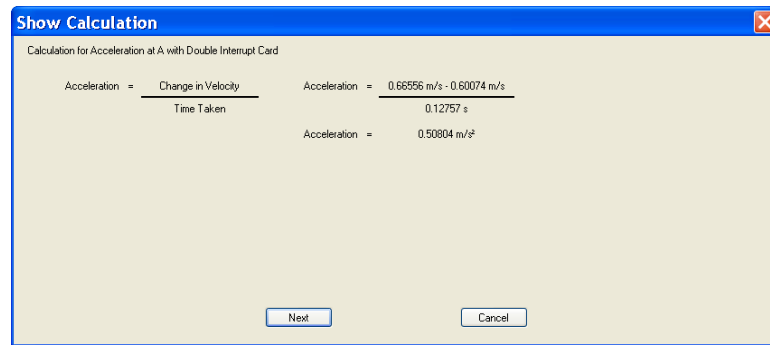 Show Calculation
Calculation for Acceleration at A with Double Interrupt Card
Acceleration = Change in Velocity Acceleration = 0.66556 m/s - 0.60074 m/s
Time Taken 0.12757 s
Acceleration = 0.50804 m/s²
Next Cancel